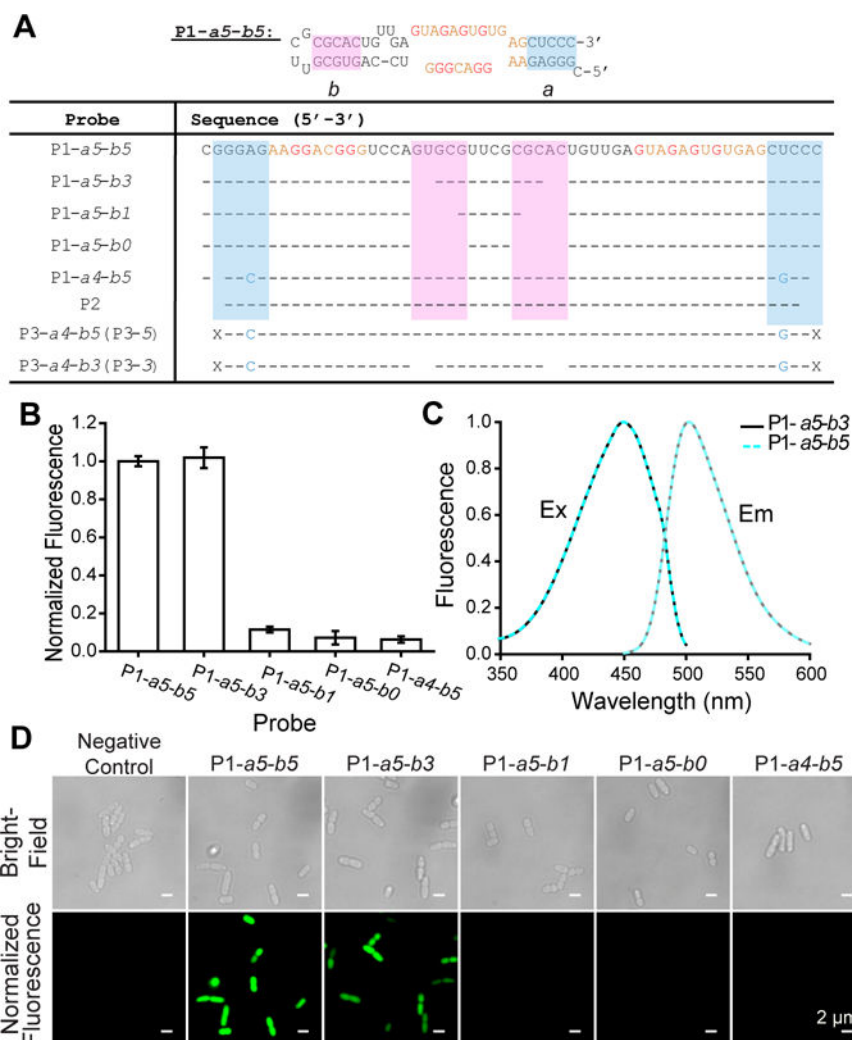 A
P1-a5-b5:
G CGCACUG UU GA GUAGAGUGUG AGCUCCC-3'
C G
U U GCGUG-AC CU-C GGGCAGG AAGAGGG C-5'
b a
Probe Sequence (5'-3')
P1-a5-b5 CGGGAGAAGGACGGGUCCAGUGCGUUCGCGCACUGUUGAGUAGAGUGUGAGCUCCC
P1-a5-b3
P1-a5-b1
P1-a5-b0
P1-a4-b5 C G
P2
P3-a4-b5(P3-5) X--C G--X
P3-a4-b3(P3-3) X--C G--X
B
Normalized Fluorescence
1.2
1.0
0.8
0.6
0.4
0.2
0.0
P1-a5-b5 P1-a5-b3 P1-a5-b1 P1-a5-b0 P1-a4-b5
Probe
C
Fluorescence
1.0
0.8
0.6
0.4
0.2
0.0
P1-a5-b3
P1-a5-b5
Ex Em
350 400 450 500 550 600
Wavelength (nm)
D
Negative Control P1-a5-b5 P1-a5-b3 P1-a5-b1 P1-a5-b0 P1-a4-b5
Bright-Field
Normalized Fluorescence
2 μm